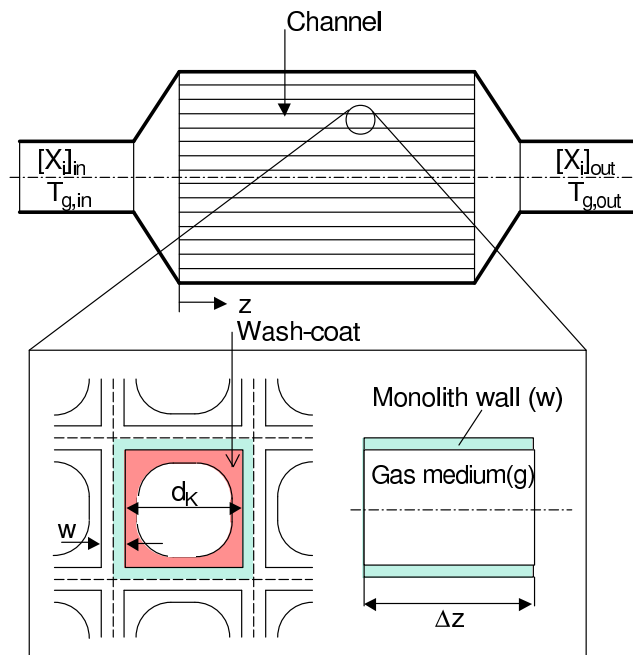 Channel
[Xi]in
Tg,in
[Xi]out
Tg,out
z
Wash-coat
Monolith wall (w)
Gas medium(g)
dK
w
Δz